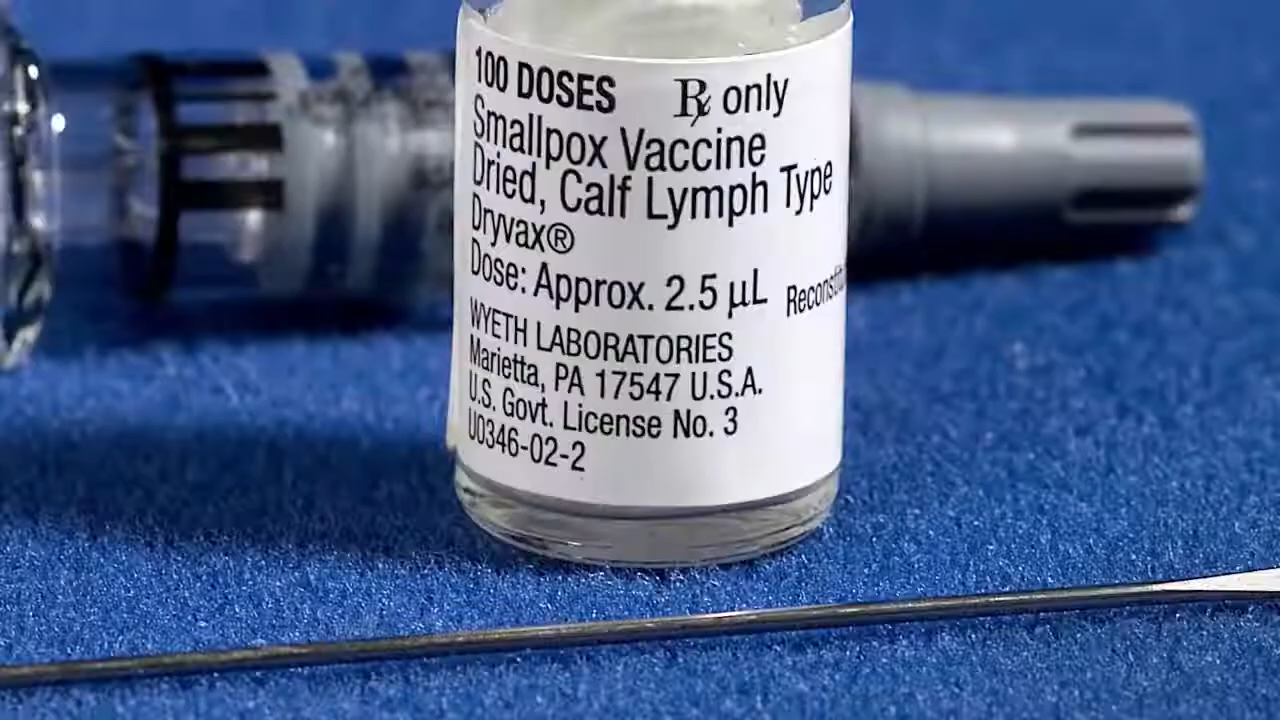 100 DOSES ℞ only
Smallpox Vaccine
Dried, Calf Lymph Type
Dryvax®
Dose: Approx. 2.5 µL
WYETH LABORATORIES
Marietta, PA 17547 U.S.A.
U.S. Govt. License No. 3
U0346-02-2